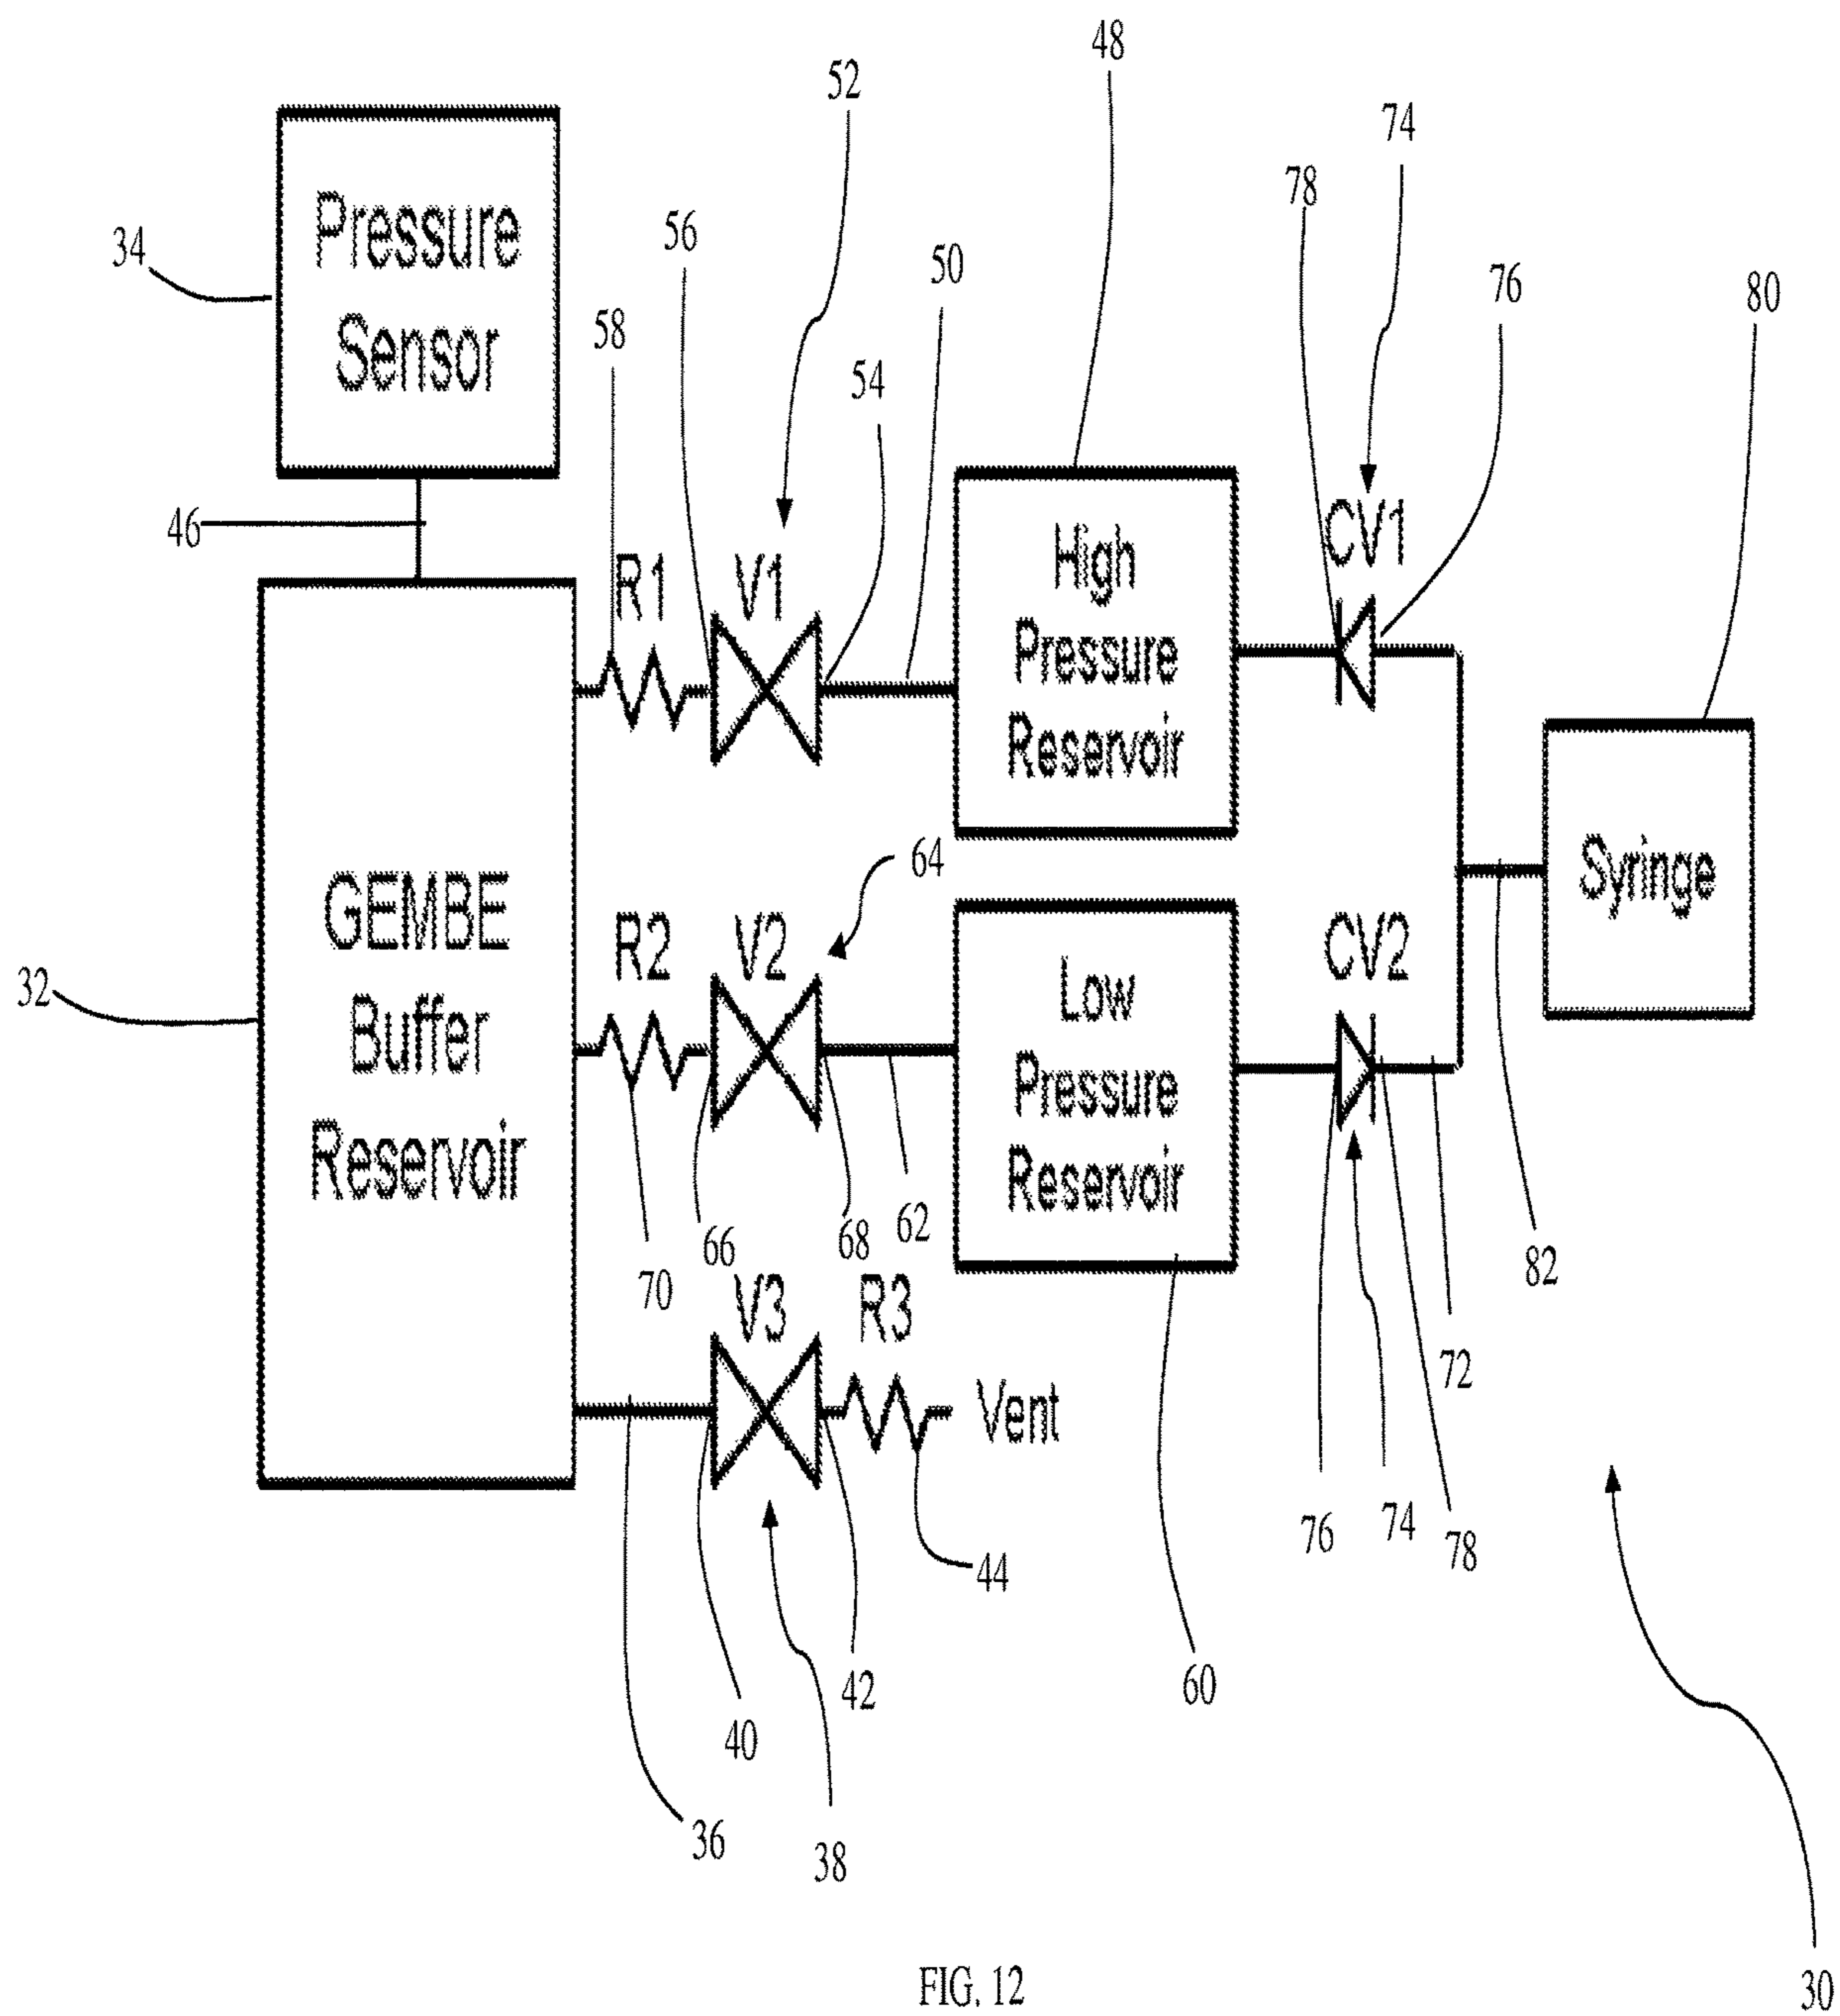 48
52
74
78
Pressure
Sensor
34
56
50
76
80
58
54
46
High
Pressure
Reservoir
CV1
R1
V1
64
Syringe
GEMBE
Buffer
Reservoir
R2
V2
CV2
Low
Pressure
Reservoir
32
66
68
62
70
82
V3
R3
72
Vent
76
74
78
44
60
42
40
36
38
30
FIG. 12